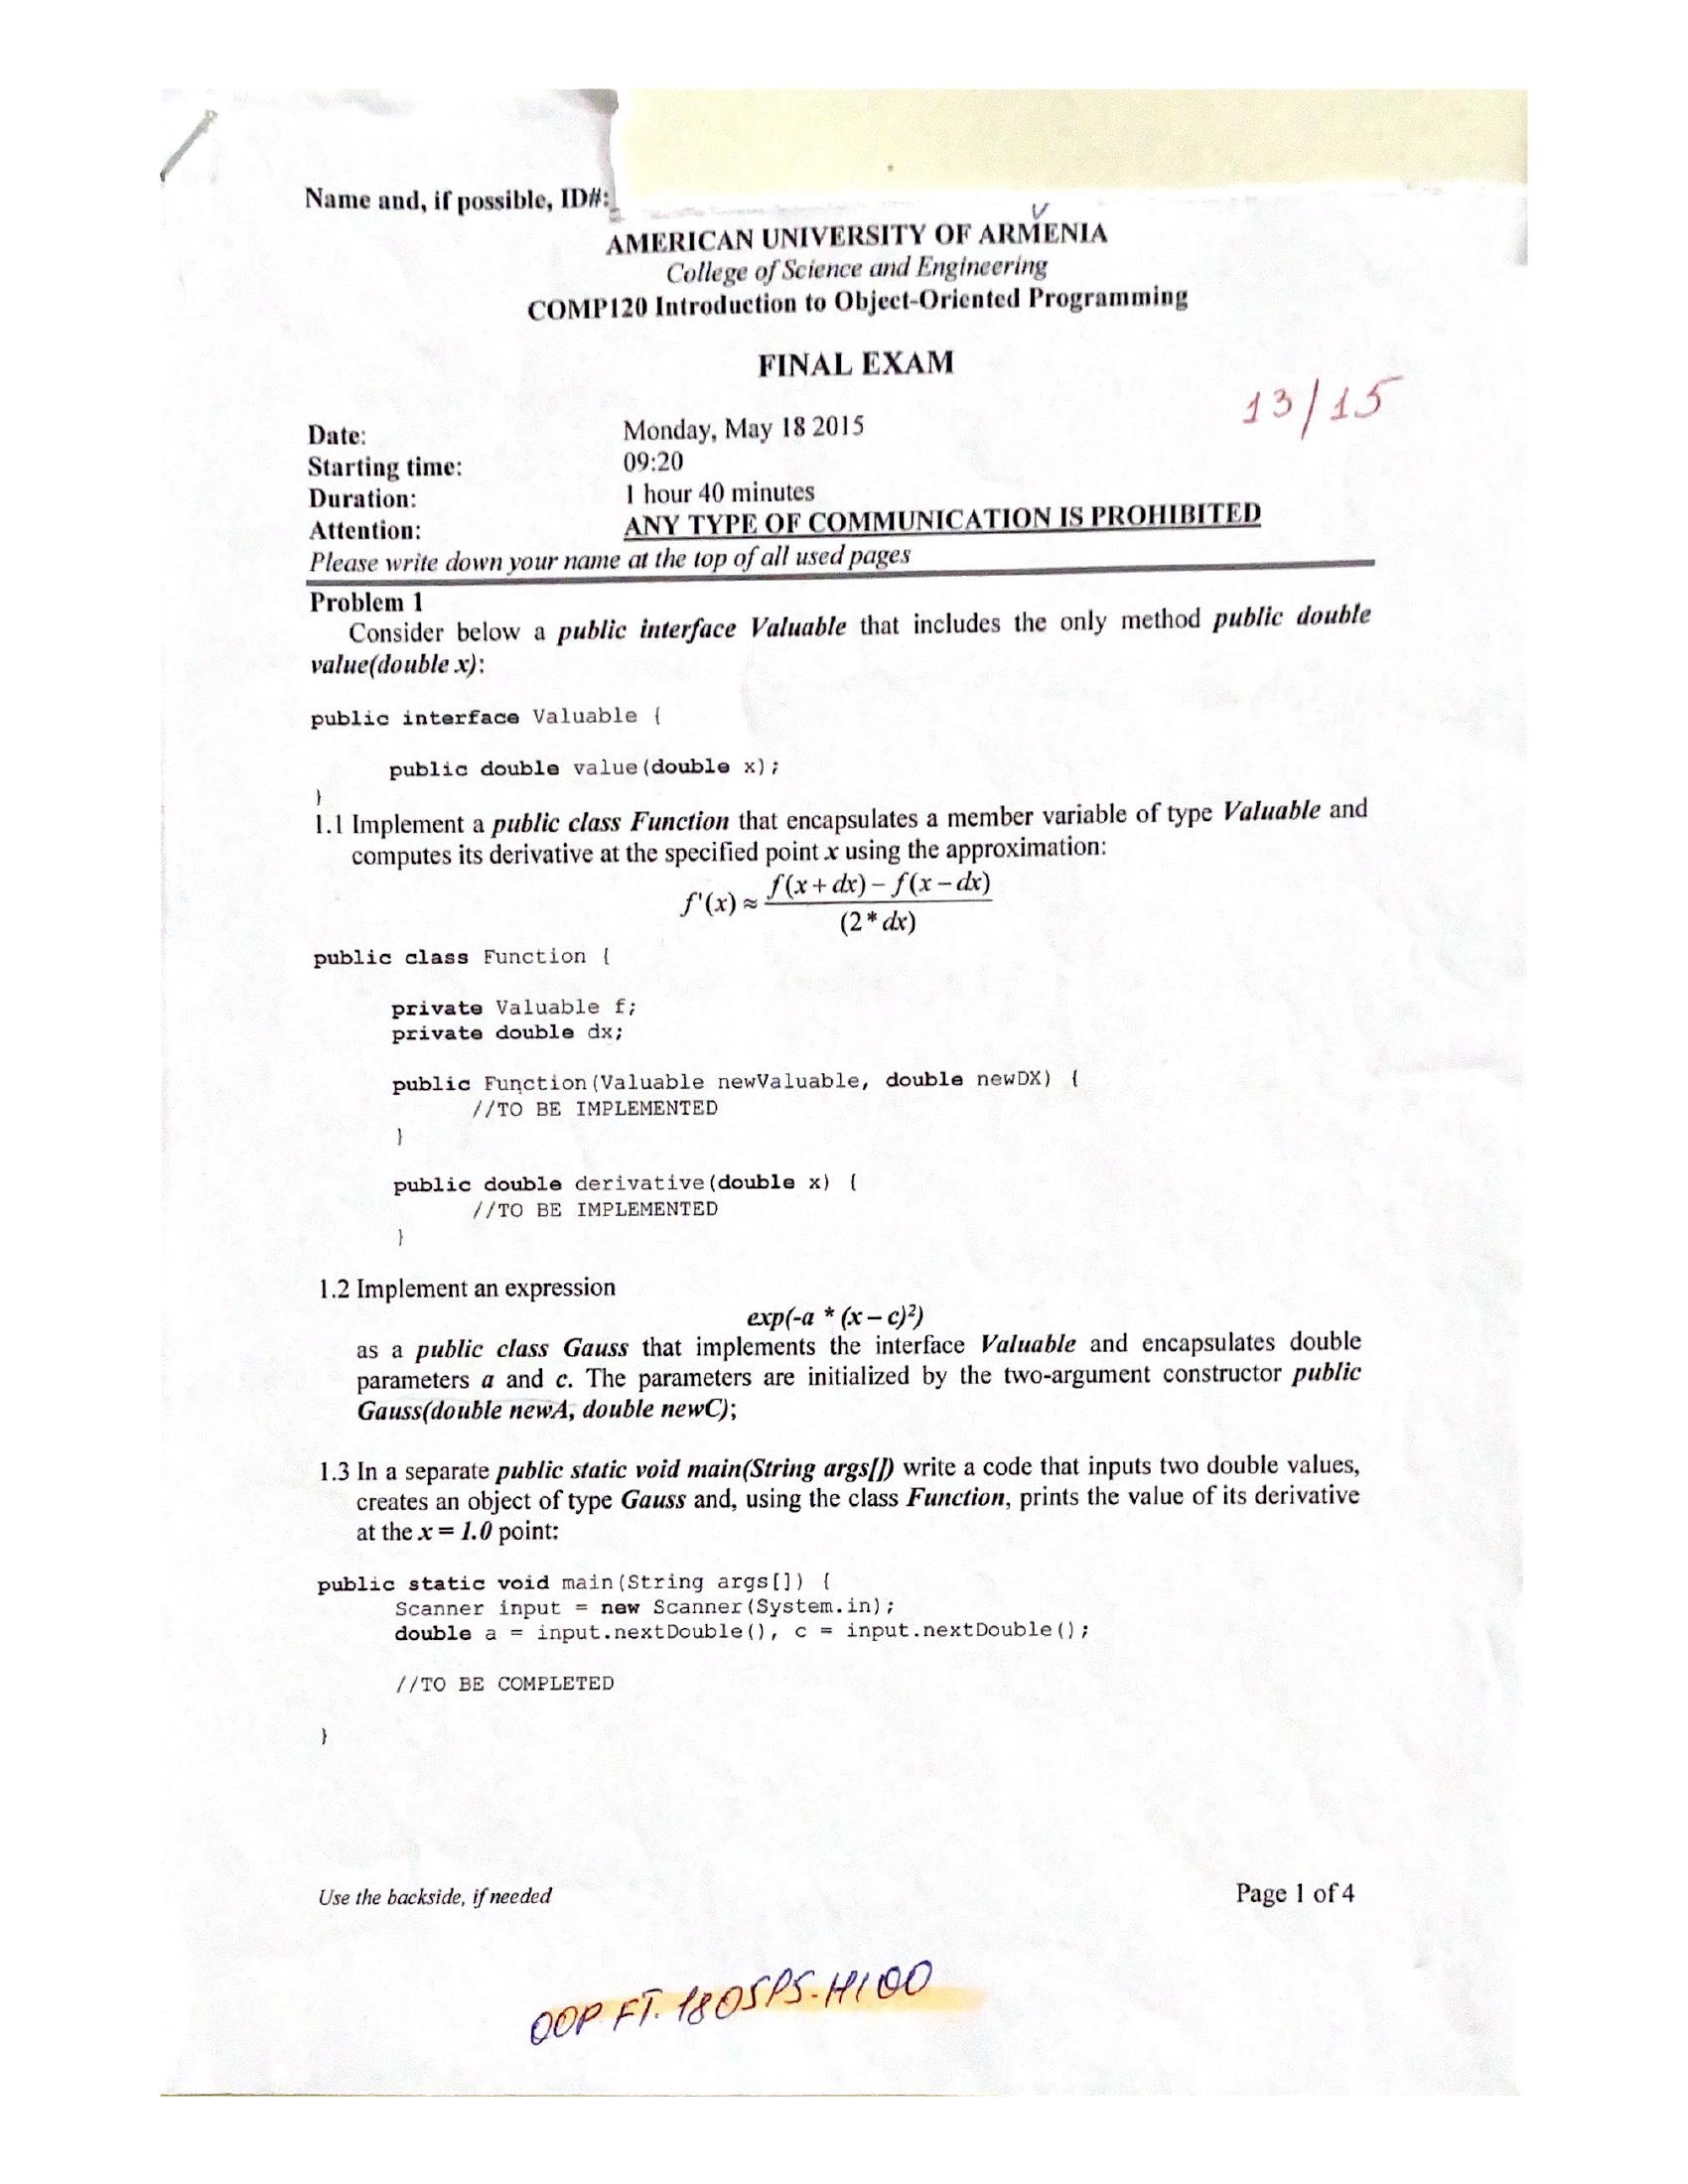 Name and, if possible, ID#:
AMERICAN UNIVERSITY OF ARMENIA
College of Science and Engineering
COMP120 Introduction to Object-Oriented Programming
FINAL EXAM
13/15
Date: Monday, May 18 2015
Starting time: 09:20
Duration: 1 hour 40 minutes
Attention: ANY TYPE OF COMMUNICATION IS PROHIBITED
Please write down your name at the top of all used pages
Problem 1
Consider below a public interface Valuable that includes the only method public double
value(double x):
public interface Valuable {
public double value(double x);
}
1.1 Implement a public class Function that encapsulates a member variable of type Valuable and
computes its derivative at the specified point x using the approximation:
f'(x) ≈ f(x + dx) – f(x – dx)
(2 * dx)
public class Function {
private Valuable f;
private double dx;
public Function(Valuable newValuable, double newDX) {
//TO BE IMPLEMENTED
}
public double derivative(double x) {
//TO BE IMPLEMENTED
}
1.2 Implement an expression
exp(-a * (x – c)²)
as a public class Gauss that implements the interface Valuable and encapsulates double
parameters a and c. The parameters are initialized by the two-argument constructor public
Gauss(double newA, double newC);
1.3 In a separate public static void main(String args[]) write a code that inputs two double values,
creates an object of type Gauss and, using the class Function, prints the value of its derivative
at the x = 1.0 point:
public static void main(String args[]) {
Scanner input = new Scanner(System.in);
double a = input.nextDouble(), c = input.nextDouble();
//TO BE COMPLETED
}
Use the backside, if needed
Page 1 of 4
OOP FT.